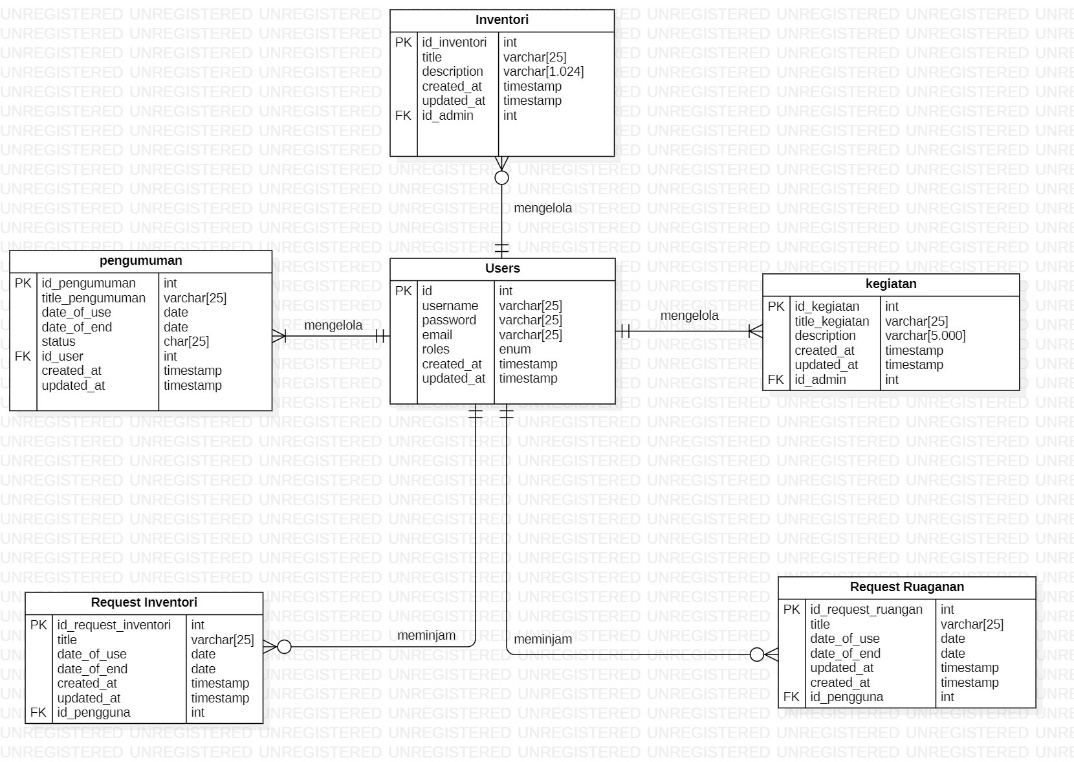 Inventori
PK id_inventori int
title varchar[25]
description varchar[1.024]
created_at timestamp
updated_at timestamp
FK id_admin int
mengelola
pengumuman
PK id_pengumuman int
title_pengumuman varchar[25]
date_of_use date
date_of_end date
status char[25]
FK id_user int
created_at timestamp
updated_at timestamp
mengelola
Users
PK id int
username varchar[25]
password varchar[25]
email varchar[25]
roles enum
created_at timestamp
updated_at timestamp
mengelola
kegiatan
PK id_kegiatan int
title_kegiatan varchar[25]
description varchar[5.000]
created_at timestamp
updated_at timestamp
FK id_admin int
Request Inventori
PK id_request_inventori int
title varchar[25]
date_of_use date
date_of_end date
created_at timestamp
updated_at timestamp
FK id_pengguna int
meminjam
meminjam
Request Ruaganan
PK id_request_ruangan int
title varchar[25]
date_of_use date
date_of_end date
updated_at timestamp
created_at timestamp
FK id_pengguna int
UNREGISTERED